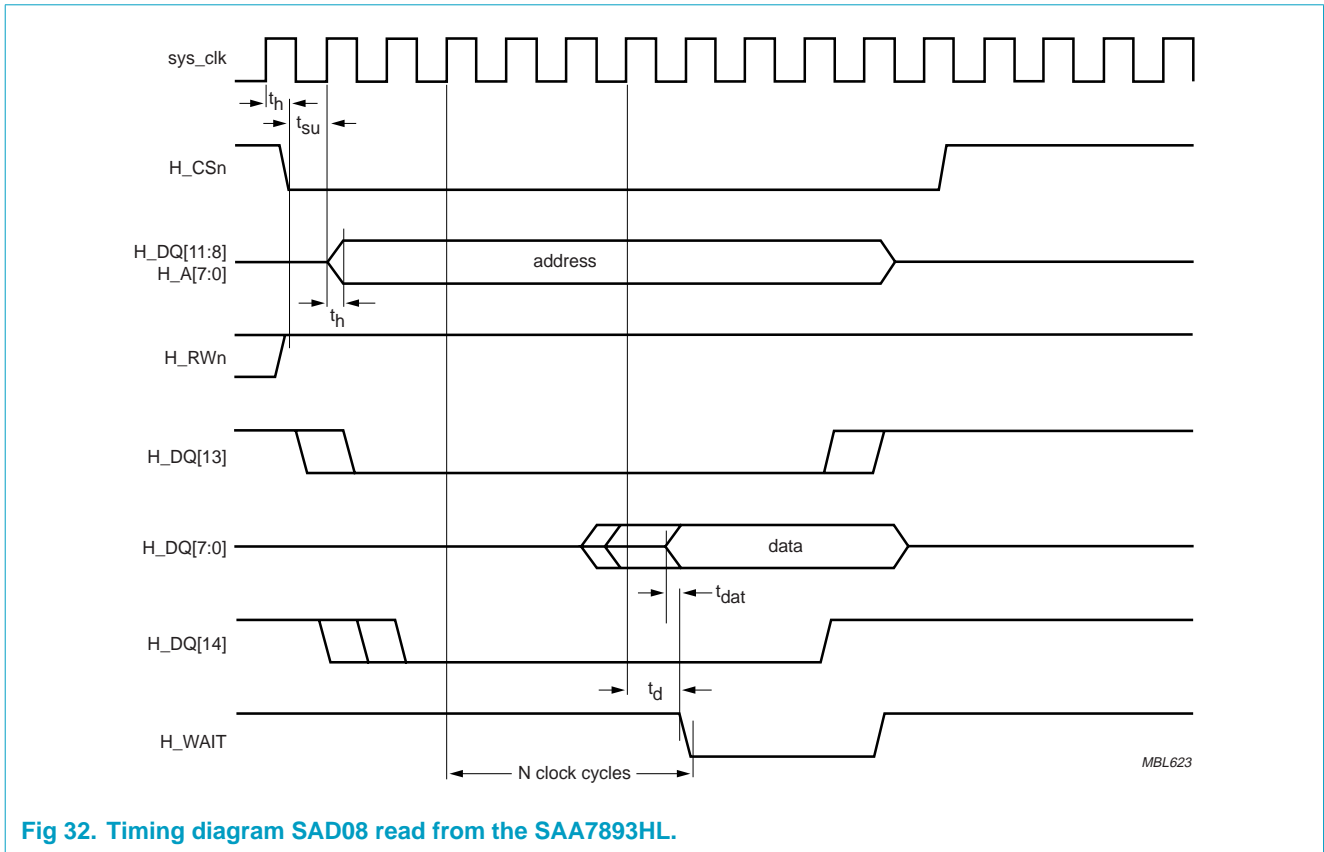 sys_clk
th
tsu
H_CSn
H_DQ[11:8]
H_A[7:0]
address
th
H_RWn
H_DQ[13]
H_DQ[7:0]
data
tdat
H_DQ[14]
td
H_WAIT
N clock cycles
MBL623
Fig 32. Timing diagram SAD08 read from the SAA7893HL.